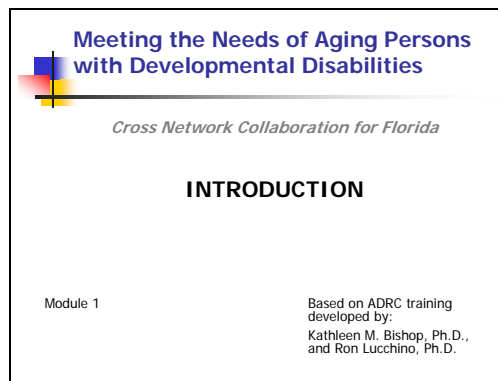 Meeting the Needs of Aging Persons
with Developmental Disabilities
Cross Network Collaboration for Florida
INTRODUCTION
Module 1
Based on ADRC training
developed by:
Kathleen M. Bishop, Ph.D.,
and Ron Lucchino, Ph.D.